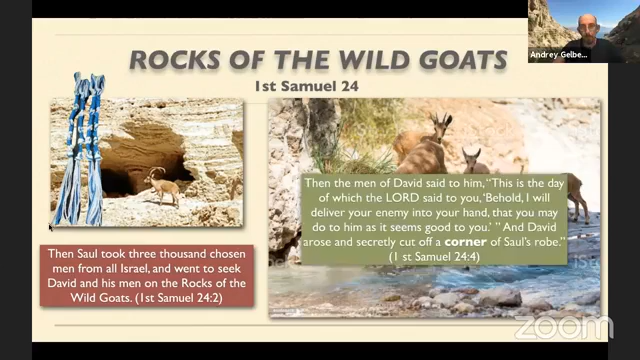 Andrey Gelbe...
ROCKS OF THE WILD GOATS
1st Samuel 24
Then Saul took three thousand chosen
men from all Israel, and went to seek
David and his men on the Rocks of the
Wild Goats. (1st Samuel 24:2)
Then the men of David said to him, “This is the day
of which the LORD said to you, ‘Behold, I will
deliver your enemy into your hand, that you may
do to him as it seems good to you.’ ” And David
arose and secretly cut off a corner of Saul’s robe.”
(1 st Samuel 24:4)
zoom